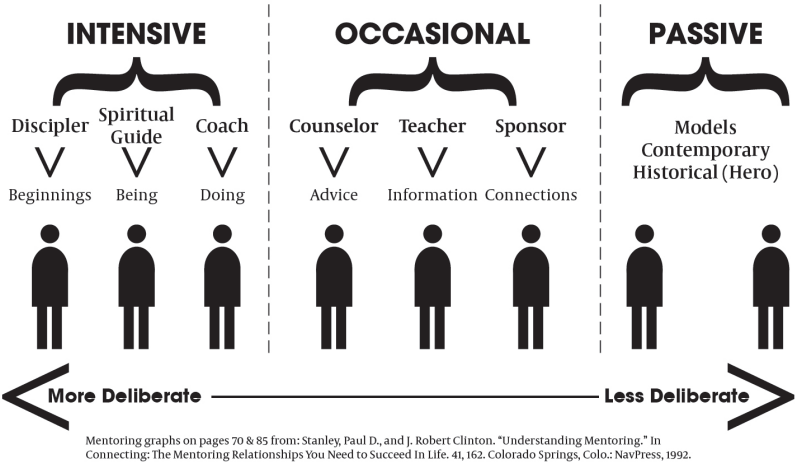 INTENSIVE
OCCASIONAL
PASSIVE
Discipler
Spiritual
Guide
Coach
Counselor
Teacher
Sponsor
Models
Contemporary
Historical (Hero)
Beginnings
Being
Doing
Advice
Information
Connections
More Deliberate
Less Deliberate
Mentoring graphs on pages 70 & 85 from: Stanley, Paul D., and J. Robert Clinton. “Understanding Mentoring.” In
Connecting: The Mentoring Relationships You Need to Succeed In Life. 41, 162. Colorado Springs, Colo.: NavPress, 1992.